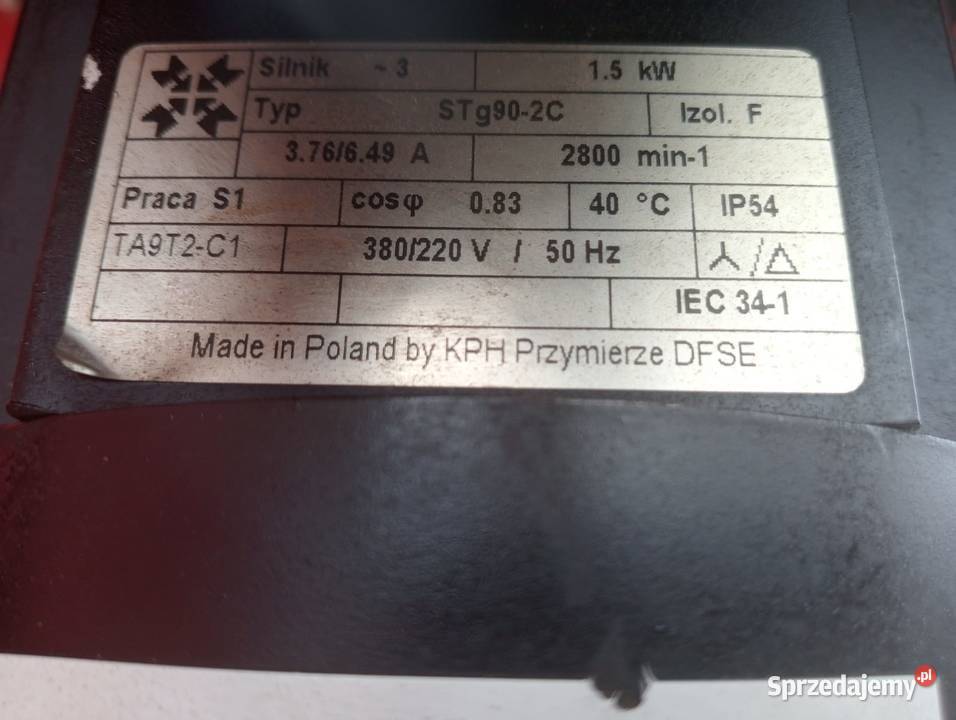 Silnik ~ 3 1.5 kW
Typ STg90-2C Izol. F
3.76/6.49 A 2800 min-1
Praca S1 cosφ 0.83 40 °C IP54
TA9T2-C1 380/220 V / 50 Hz
IEC 34-1
Made in Poland by KPH Przymierze DFSE
Sprzedajemy.pl